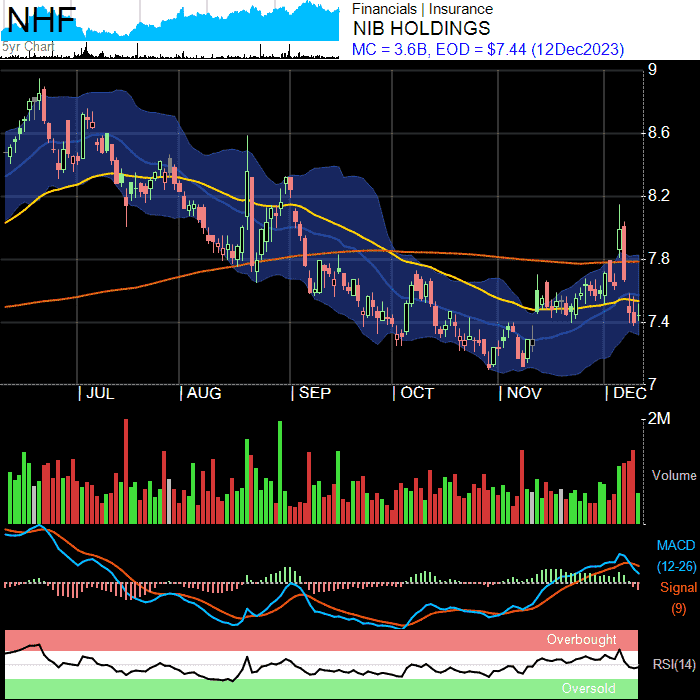 NHF
5yr Chart
Financials | Insurance
NIB HOLDINGS
MC = 3.6B, EOD = $7.44 (12Dec2023)
9
8.6
8.2
7.8
7.4
7
| JUL | AUG | SEP | OCT | NOV | DEC
2M
Volume
MACD
(12-26)
Signal
(9)
Overbought
RSI(14)
Oversold